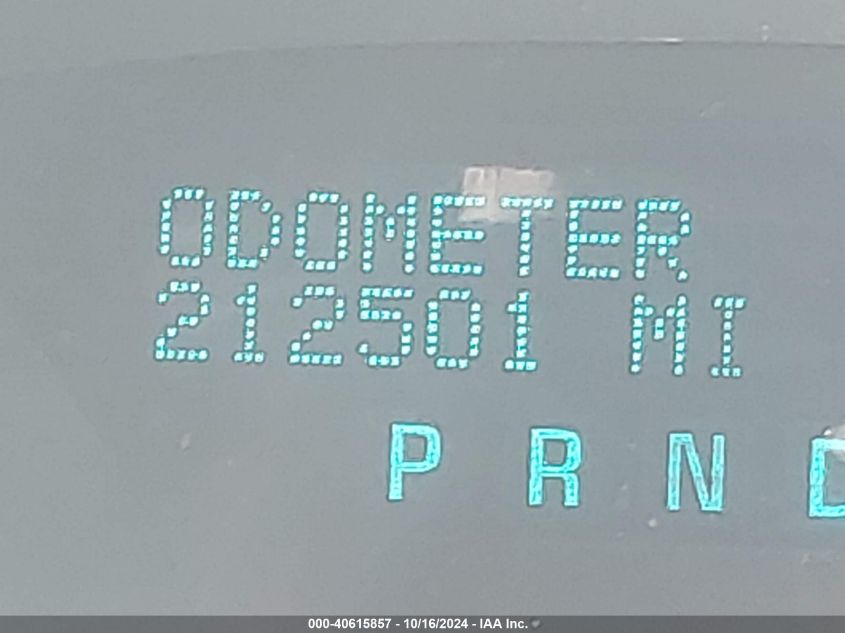 ODOMETER
212501 MI
P R N D
000-40615857 - 10/16/2024 - IAA Inc.